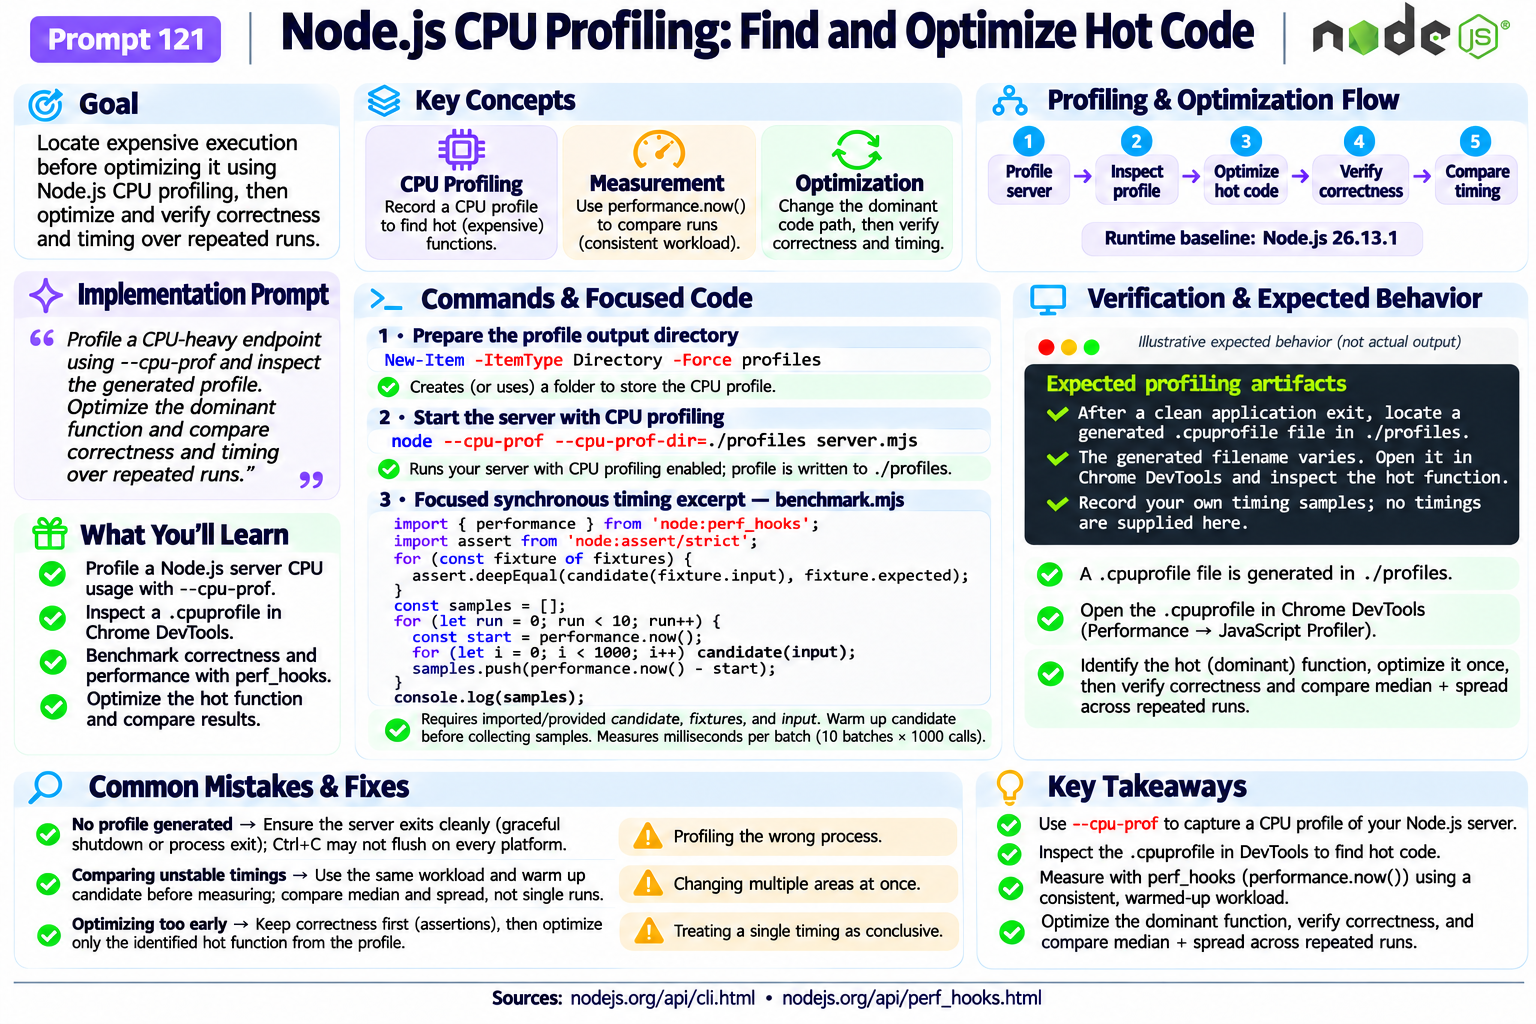 Prompt 121
Node.js CPU Profiling: Find and Optimize Hot Code
node
JS
®
Goal
Locate expensive execution
before optimizing it using
Node.js CPU profiling, then
optimize and verify correctness
and timing over repeated runs.
Key Concepts
CPU Profiling
Record a CPU profile
to find hot (expensive)
functions.
Measurement
Use performance.now()
to compare runs
(consistent workload).
Optimization
Change the dominant
code path, then verify
correctness and timing.
Profiling & Optimization Flow
1
Profile
server
→
2
Inspect
profile
→
3
Optimize
hot code
→
4
Verify
correctness
→
5
Compare
timing
Runtime baseline: Node.js 26.13.1
Implementation Prompt
“ Profile a CPU-heavy endpoint
using --cpu-prof and inspect
the generated profile.
Optimize the dominant
function and compare
correctness and timing
over repeated runs.” ”
What You’ll Learn
Profile a Node.js server CPU
usage with --cpu-prof.
Inspect a .cpuprofile in
Chrome DevTools.
Benchmark correctness and
performance with perf_hooks.
Optimize the hot function
and compare results.
Commands & Focused Code
1 • Prepare the profile output directory
New-Item -ItemType Directory -Force profiles
Creates (or uses) a folder to store the CPU profile.
2 • Start the server with CPU profiling
node --cpu-prof --cpu-prof-dir=./profiles server.mjs
Runs your server with CPU profiling enabled; profile is written to ./profiles.
3 • Focused synchronous timing excerpt — benchmark.mjs
import { performance } from 'node:perf_hooks';
import assert from 'node:assert/strict';
for (const fixture of fixtures) {
  assert.deepEqual(candidate(fixture.input), fixture.expected);
}
const samples = [];
for (let run = 0; run < 10; run++) {
  const start = performance.now();
  for (let i = 0; i < 1000; i++) candidate(input);
  samples.push(performance.now() - start);
}
console.log(samples);
Requires imported/provided candidate, fixtures, and input. Warm up candidate
before collecting samples. Measures milliseconds per batch (10 batches × 1000 calls).
Verification & Expected Behavior
Illustrative expected behavior (not actual output)
Expected profiling artifacts
After a clean application exit, locate a
generated .cpuprofile file in ./profiles.
The generated filename varies. Open it in
Chrome DevTools and inspect the hot function.
Record your own timing samples; no timings
are supplied here.
A .cpuprofile file is generated in ./profiles.
Open the .cpuprofile in Chrome DevTools
(Performance → JavaScript Profiler).
Identify the hot (dominant) function, optimize it once,
then verify correctness and compare median + spread
across repeated runs.
Common Mistakes & Fixes
No profile generated → Ensure the server exits cleanly (graceful
shutdown or process exit); Ctrl+C may not flush on every platform.
Comparing unstable timings → Use the same workload and warm up
candidate before measuring; compare median and spread, not single runs.
Optimizing too early → Keep correctness first (assertions), then optimize
only the identified hot function from the profile.
Profiling the wrong process.
Changing multiple areas at once.
Treating a single timing as conclusive.
Key Takeaways
Use --cpu-prof to capture a CPU profile of your Node.js server.
Inspect the .cpuprofile in DevTools to find hot code.
Measure with perf_hooks (performance.now()) using a
consistent, warmed-up workload.
Optimize the dominant function, verify correctness, and
compare median + spread across repeated runs.
Sources: nodejs.org/api/cli.html • nodejs.org/api/perf_hooks.html